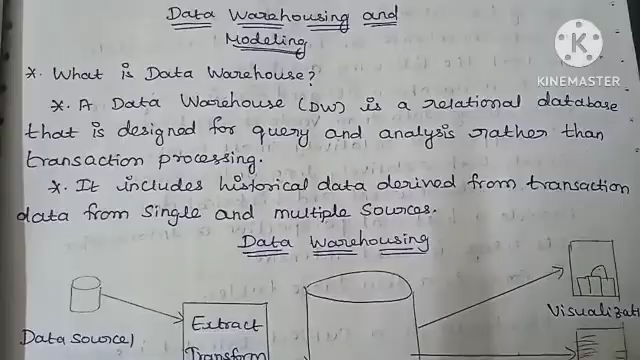 Data Warehousing and
Modeling
*. What is Data Warehouse?
*. A Data Warehouse (DW) is a relational database
that is designed for query and analysis rather than
transaction processing.
*. It includes historical data derived from transaction
data from single and multiple sources.
Data Warehousing
Data source1
Extract
Transform
Visualizati
K
KINEMASTER